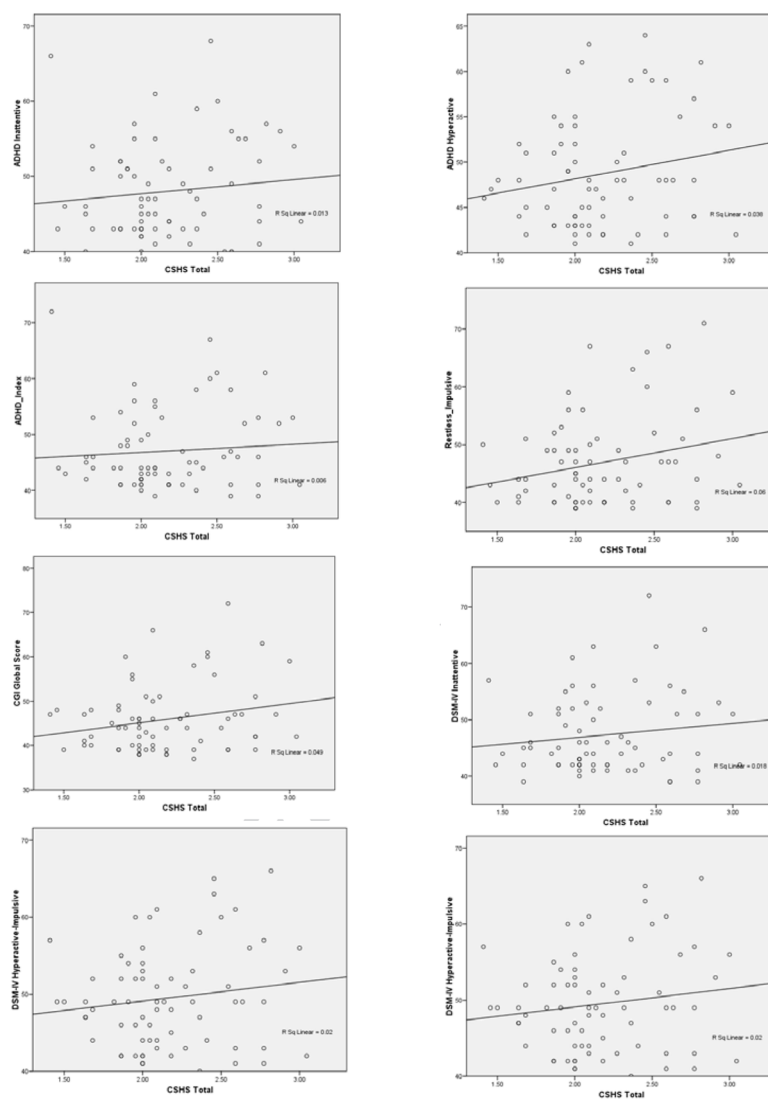 70
60
50
40
ADHD Inattentive
R Sq Linear = 0.013
1.50 2.00 2.50 3.00
CSHS Total
65
60
55
50
45
40
ADHD Hyperactive
R Sq Linear = 0.036
1.50 2.00 2.50 3.00
CSHS Total
70
60
50
40
ADHD_Index
R Sq Linear = 0.006
1.50 2.00 2.50 3.00
CSHS Total
70
60
50
40
Restless_Impulsive
R Sq Linear = 0.06
1.50 2.00 2.50 3.00
CSHS Total
80
70
60
50
40
30
CGI Global Score
R Sq Linear = 0.049
1.50 2.00 2.50 3.00
CSHS Total
70
60
50
40
DSM-IV Inattentive
R Sq Linear = 0.018
1.50 2.00 2.50 3.00
CSHS Total
70
60
50
40
DSM-IV Hyperactive-Impulsive
R Sq Linear = 0.02
1.50 2.00 2.50 3.00
CSHS Total
70
60
50
40
DSM-IV Hyperactive-Impulsive
R Sq Linear = 0.02
1.50 2.00 2.50 3.00
CSHS Total